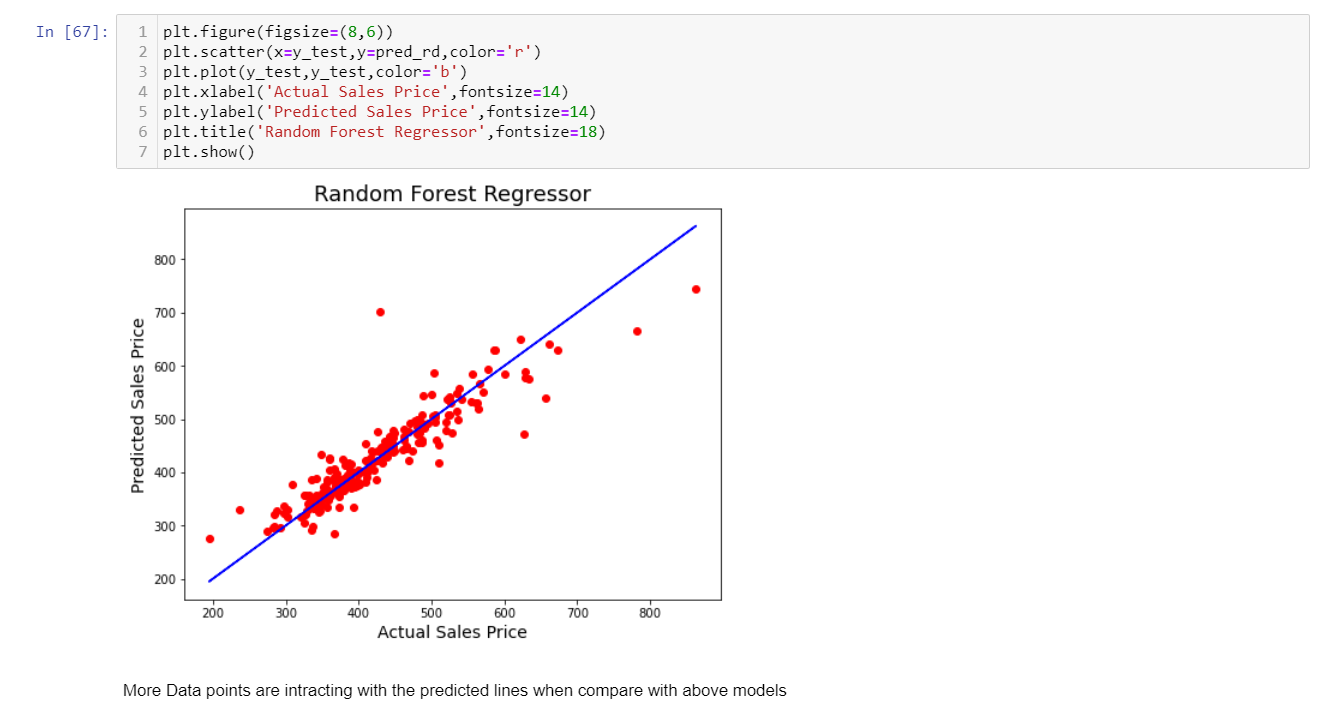 In [67]:
1 plt.figure(figsize=(8,6))
2 plt.scatter(x=y_test,y=pred_rd,color='r')
3 plt.plot(y_test,y_test,color='b')
4 plt.xlabel('Actual Sales Price',fontsize=14)
5 plt.ylabel('Predicted Sales Price',fontsize=14)
6 plt.title('Random Forest Regressor',fontsize=18)
7 plt.show()
Random Forest Regressor
Predicted Sales Price
800
700
600
500
400
300
200
200 300 400 500 600 700 800
Actual Sales Price
More Data points are intracting with the predicted lines when compare with above models